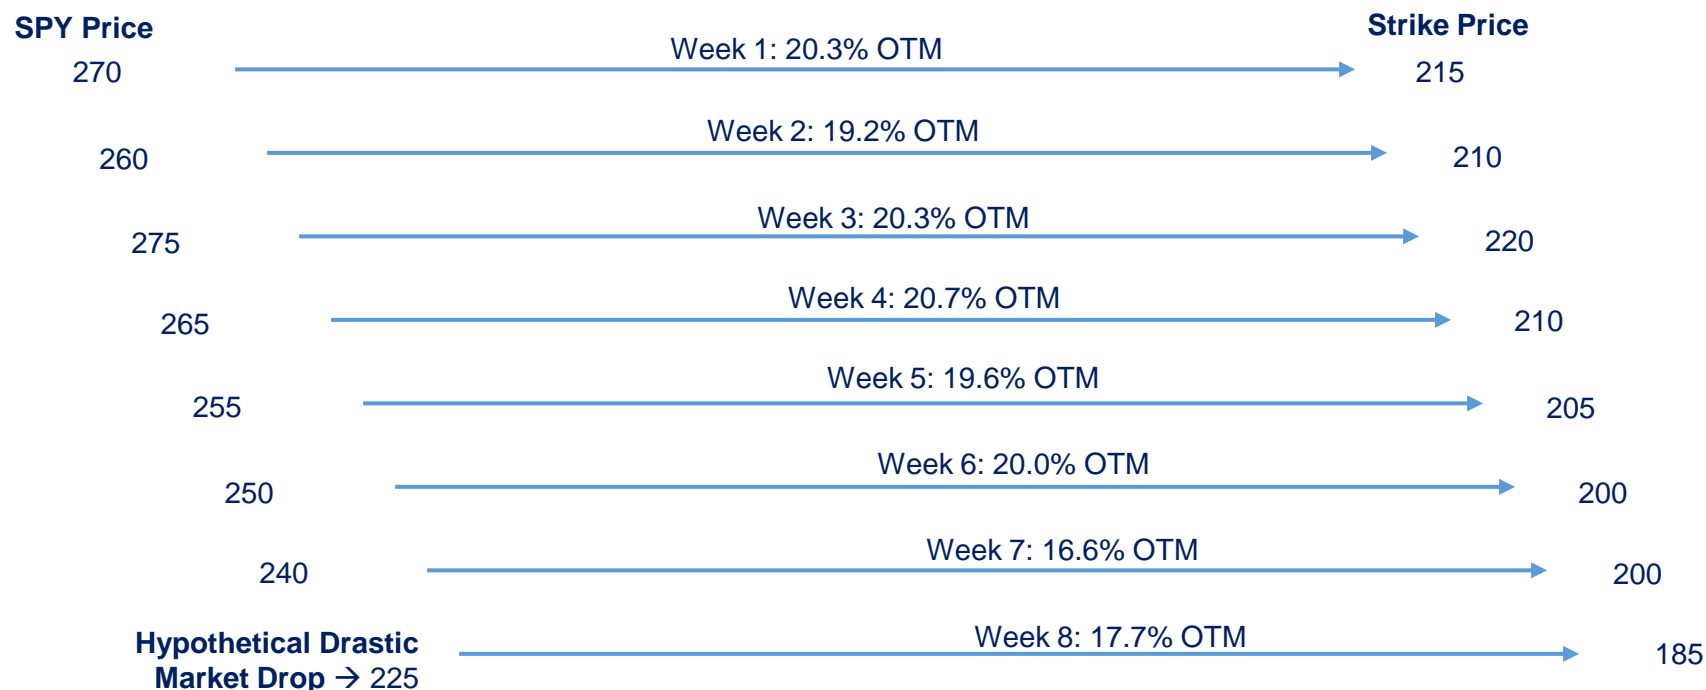 SPY Price
Strike Price
Week 1: 20.3% OTM
270
215
Week 2: 19.2% OTM
260
210
Week 3: 20.3% OTM
275
220
Week 4: 20.7% OTM
265
210
Week 5: 19.6% OTM
255
205
Week 6: 20.0% OTM
250
200
Week 7: 16.6% OTM
240
200
Week 8: 17.7% OTM
Hypothetical Drastic
Market Drop → 225
185